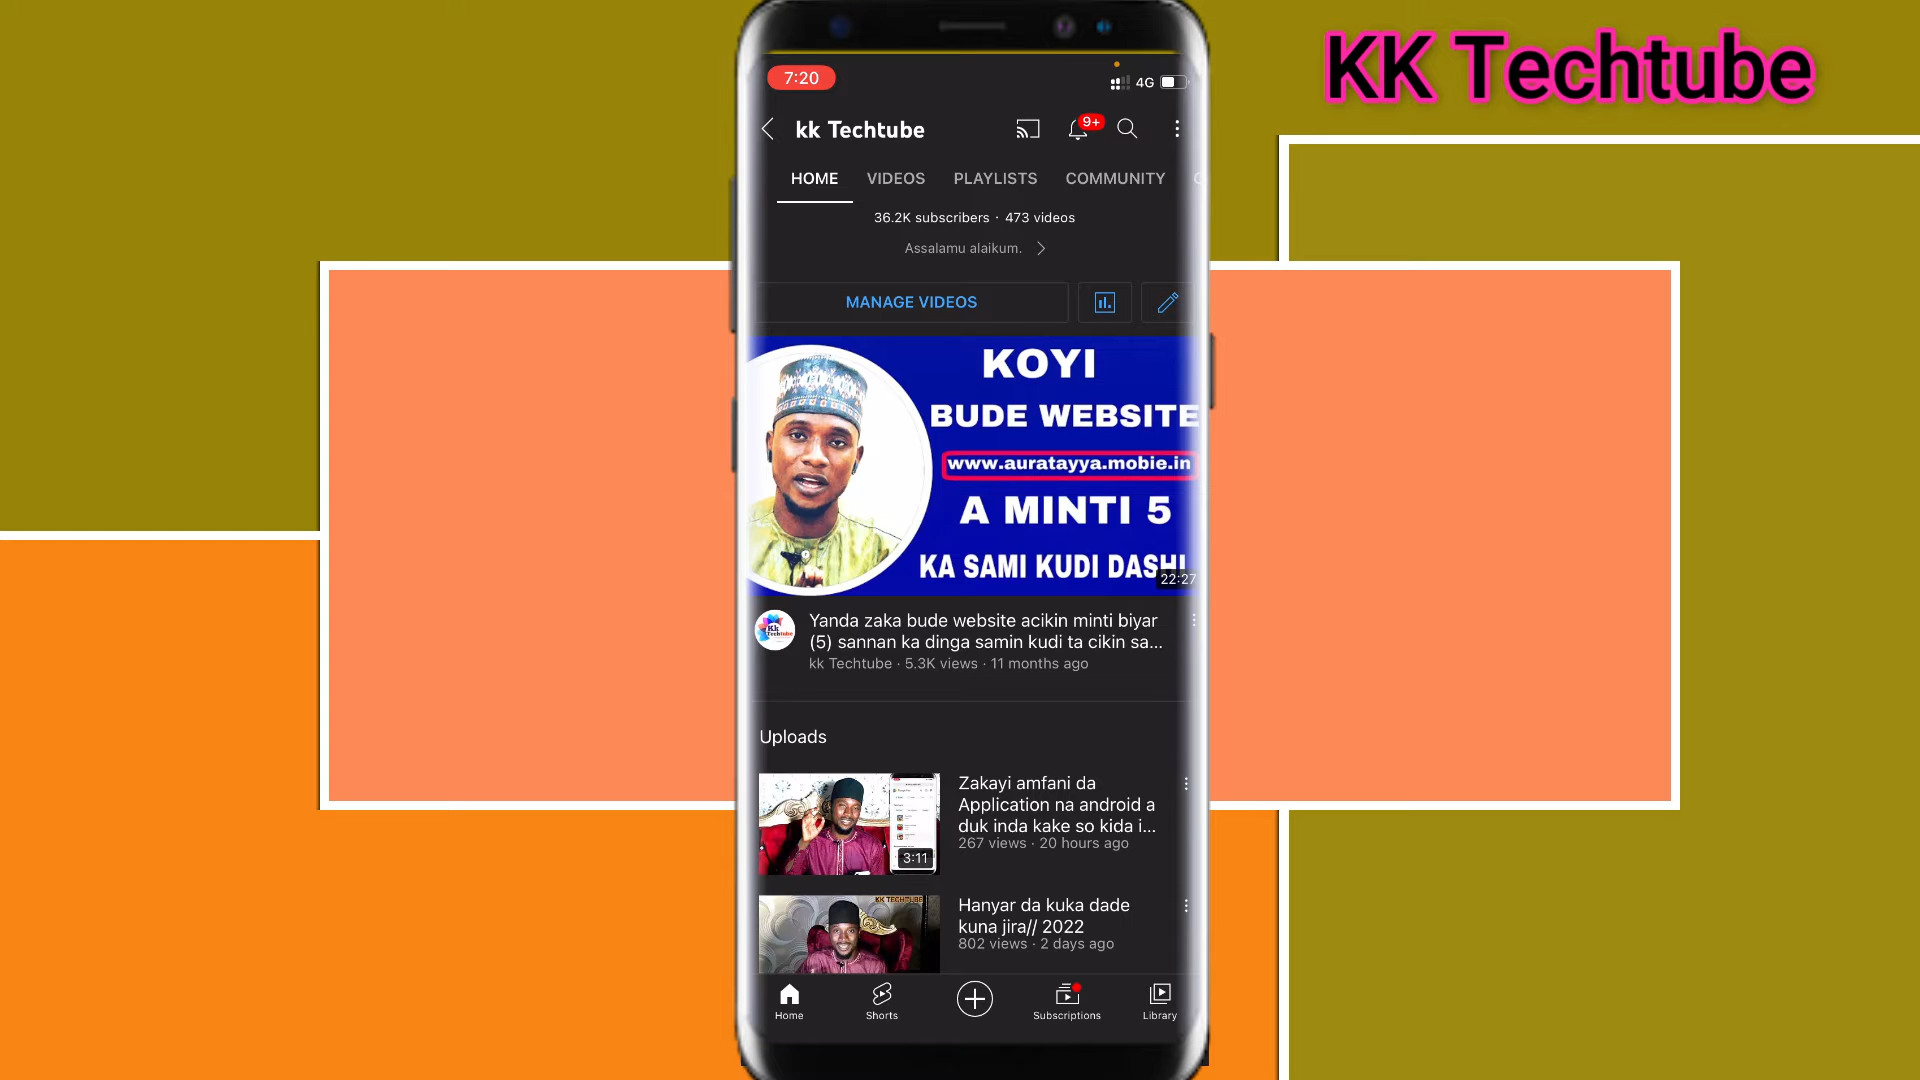 KK Techtube
7:20
4G
kk Techtube
9+
HOME VIDEOS PLAYLISTS COMMUNITY
36.2K subscribers · 473 videos
Assalamu alaikum.
MANAGE VIDEOS
KOYI
BUDE WEBSITE
www.auratayya.mobie.in
A MINTI 5
KA SAMI KUDI DASHI
22:27
Yanda zaka bude website acikin minti biyar
(5) sannan ka dinga samin kudi ta cikin sa...
kk Techtube · 5.3K views · 11 months ago
Uploads
Zakayi amfani da
Application na android a
duk inda kake so kida i...
267 views · 20 hours ago
3:11
KK TECHTUBE
Hanyar da kuka dade
kuna jira// 2022
802 views · 2 days ago
Home Shorts Subscriptions Library